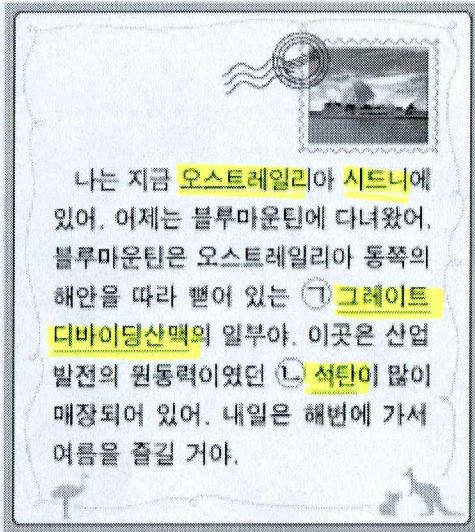 나는 지금 오스트레일리아 시드니에
있어. 어제는 블루마운틴에 다녀왔어.
블루마운틴은 오스트레일리아 동쪽의
해안을 따라 뻗어 있는 ㉠ 그레이트
디바이딩산맥의 일부야. 이곳은 산업
발전의 원동력이었던 ㉡ 석탄이 많이
매장되어 있어. 내일은 해변에 가서
여름을 즐길 거야.